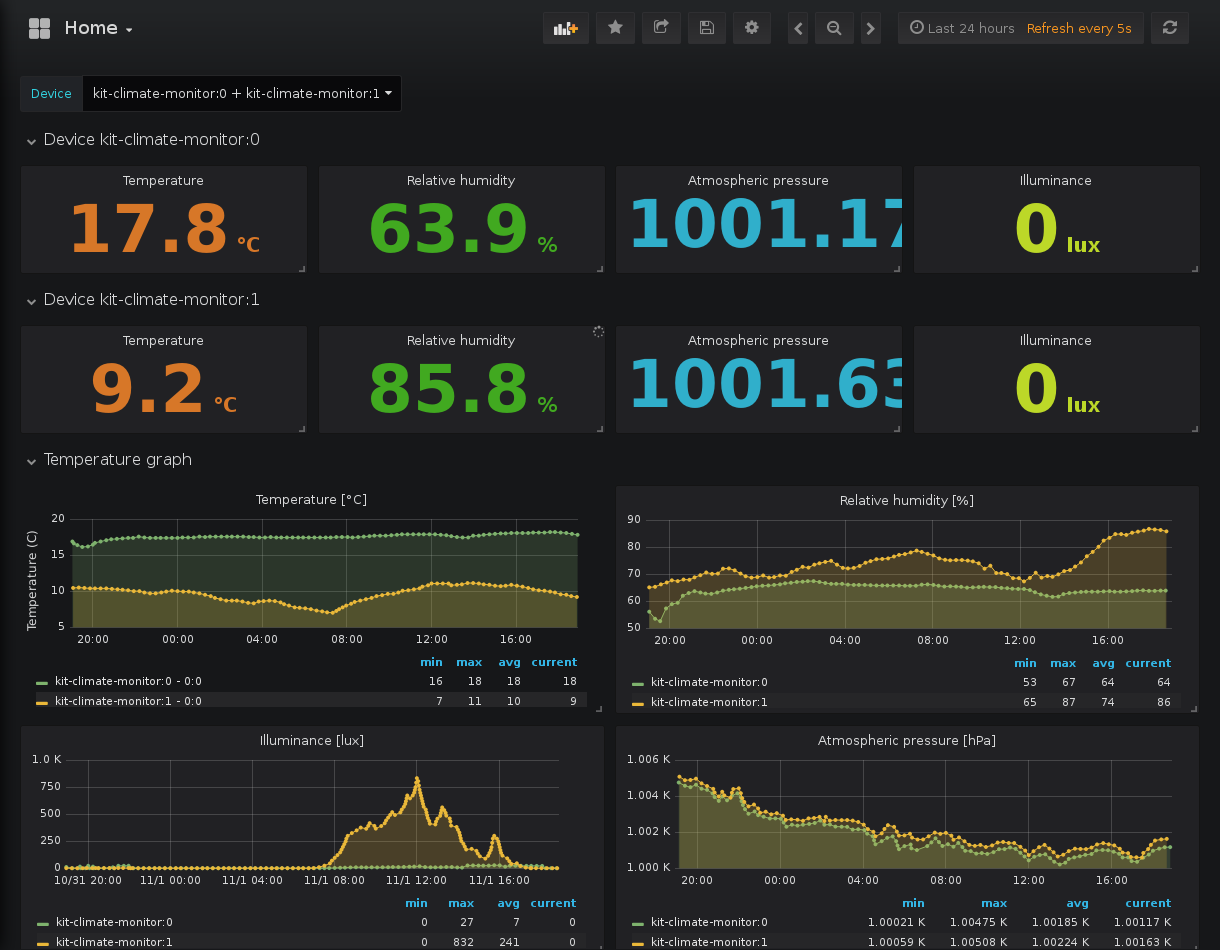 Home
Last 24 hours Refresh every 5s
Device kit-climate-monitor:0 + kit-climate-monitor:1
Device kit-climate-monitor:0
Temperature Relative humidity Atmospheric pressure Illuminance
17.8 °C 63.9 % 1001.17 0 lux
Device kit-climate-monitor:1
Temperature Relative humidity Atmospheric pressure Illuminance
9.2 °C 85.8 % 1001.63 0 lux
Temperature graph
Temperature [°C]
Temperature (C)
20
15
10
5
20:00 00:00 04:00 08:00 12:00 16:00
min max avg current
kit-climate-monitor:0 - 0:0 16 18 18 18
kit-climate-monitor:1 - 0:0 7 11 10 9
Relative humidity [%]
90
80
70
60
50
20:00 00:00 04:00 08:00 12:00 16:00
min max avg current
kit-climate-monitor:0 53 67 64 64
kit-climate-monitor:1 65 87 74 86
Illuminance [lux]
1.0 K
750
500
250
0
10/31 20:00 11/1 00:00 11/1 04:00 11/1 08:00 11/1 12:00 11/1 16:00
min max avg current
kit-climate-monitor:0 0 27 7 0
kit-climate-monitor:1 0 832 241 0
Atmospheric pressure [hPa]
1.006 K
1.004 K
1.002 K
1.000 K
20:00 00:00 04:00 08:00 12:00 16:00
min max avg current
kit-climate-monitor:0 1.00021 K 1.00475 K 1.00185 K 1.00117 K
kit-climate-monitor:1 1.00059 K 1.00508 K 1.00224 K 1.00163 K